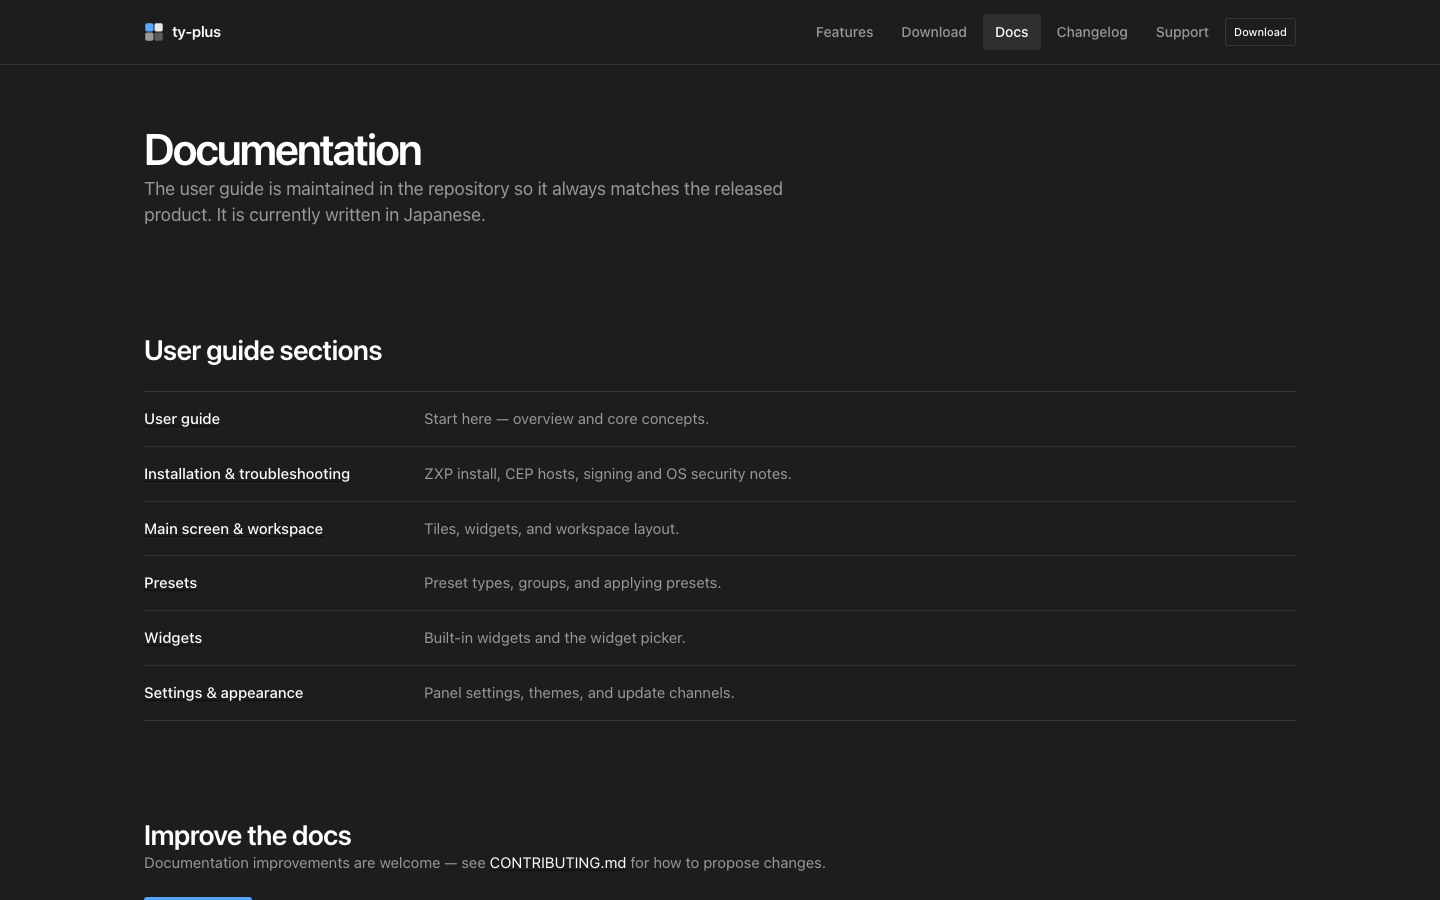 ty-plus
Features
Download
Docs
Changelog
Support
Download
Documentation
The user guide is maintained in the repository so it always matches the released
product. It is currently written in Japanese.
User guide sections
User guide
Start here — overview and core concepts.
Installation & troubleshooting
ZXP install, CEP hosts, signing and OS security notes.
Main screen & workspace
Tiles, widgets, and workspace layout.
Presets
Preset types, groups, and applying presets.
Widgets
Built-in widgets and the widget picker.
Settings & appearance
Panel settings, themes, and update channels.
Improve the docs
Documentation improvements are welcome — see CONTRIBUTING.md for how to propose changes.